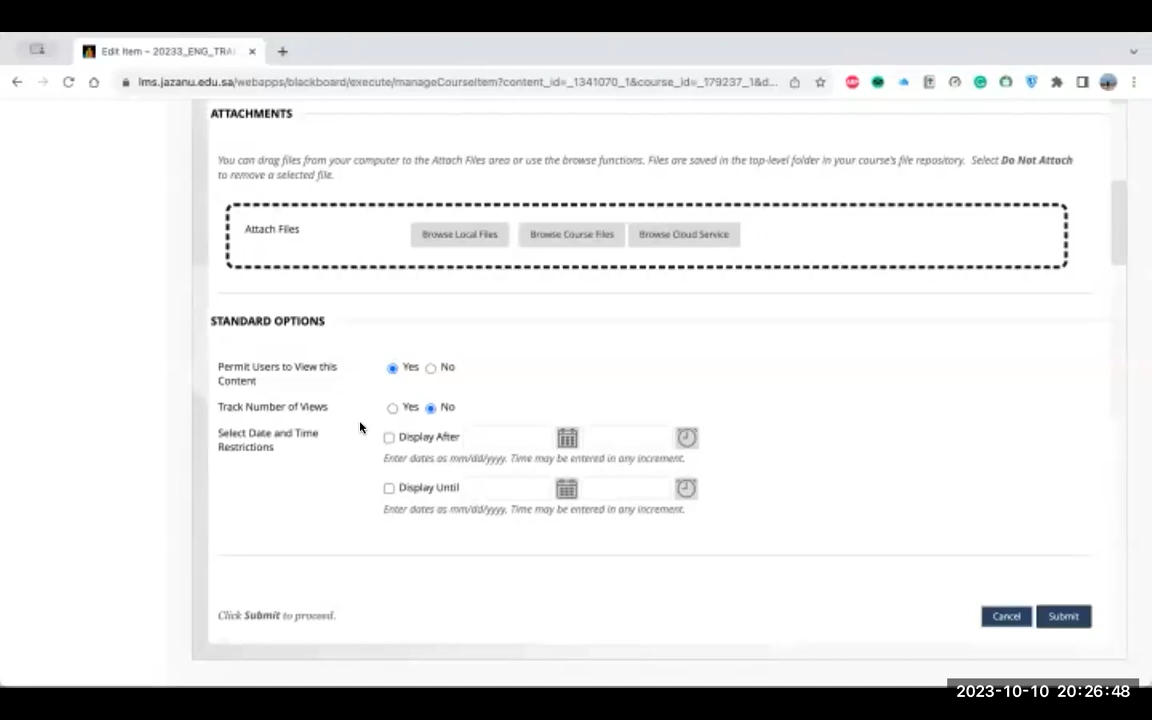 Edit Item – 20233_ENG_TRA
lms.jazanu.edu.sa/webapps/blackboard/execute/manageCourseItem?content_id=_1341070_1&course_id=_179237_1&d...
ATTACHMENTS
You can drag files from your computer to the Attach Files area or use the browse functions. Files are saved in the top-level folder in your course's file repository. Select Do Not Attach
to remove a selected file.
Attach Files
Browse Local Files
Browse Course Files
Browse Cloud Service
STANDARD OPTIONS
Permit Users to View this
Content
Yes No
Track Number of Views
Yes No
Select Date and Time
Restrictions
Display After
Enter dates as mm/dd/yyyy. Time may be entered in any increment.
Display Until
Enter dates as mm/dd/yyyy. Time may be entered in any increment.
Click Submit to proceed.
Cancel
Submit
2023-10-10 20:26:48